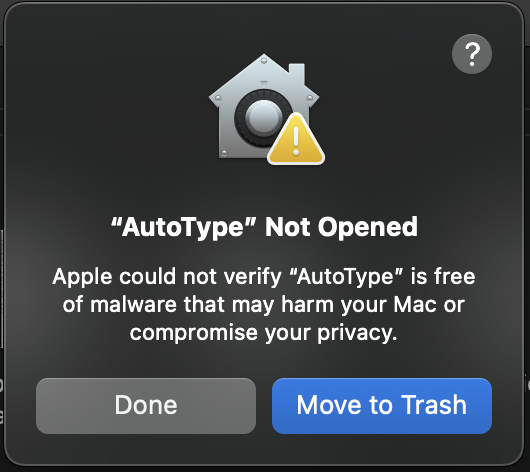 ?
“AutoType” Not Opened
Apple could not verify “AutoType” is free
of malware that may harm your Mac or
compromise your privacy.
Done
Move to Trash